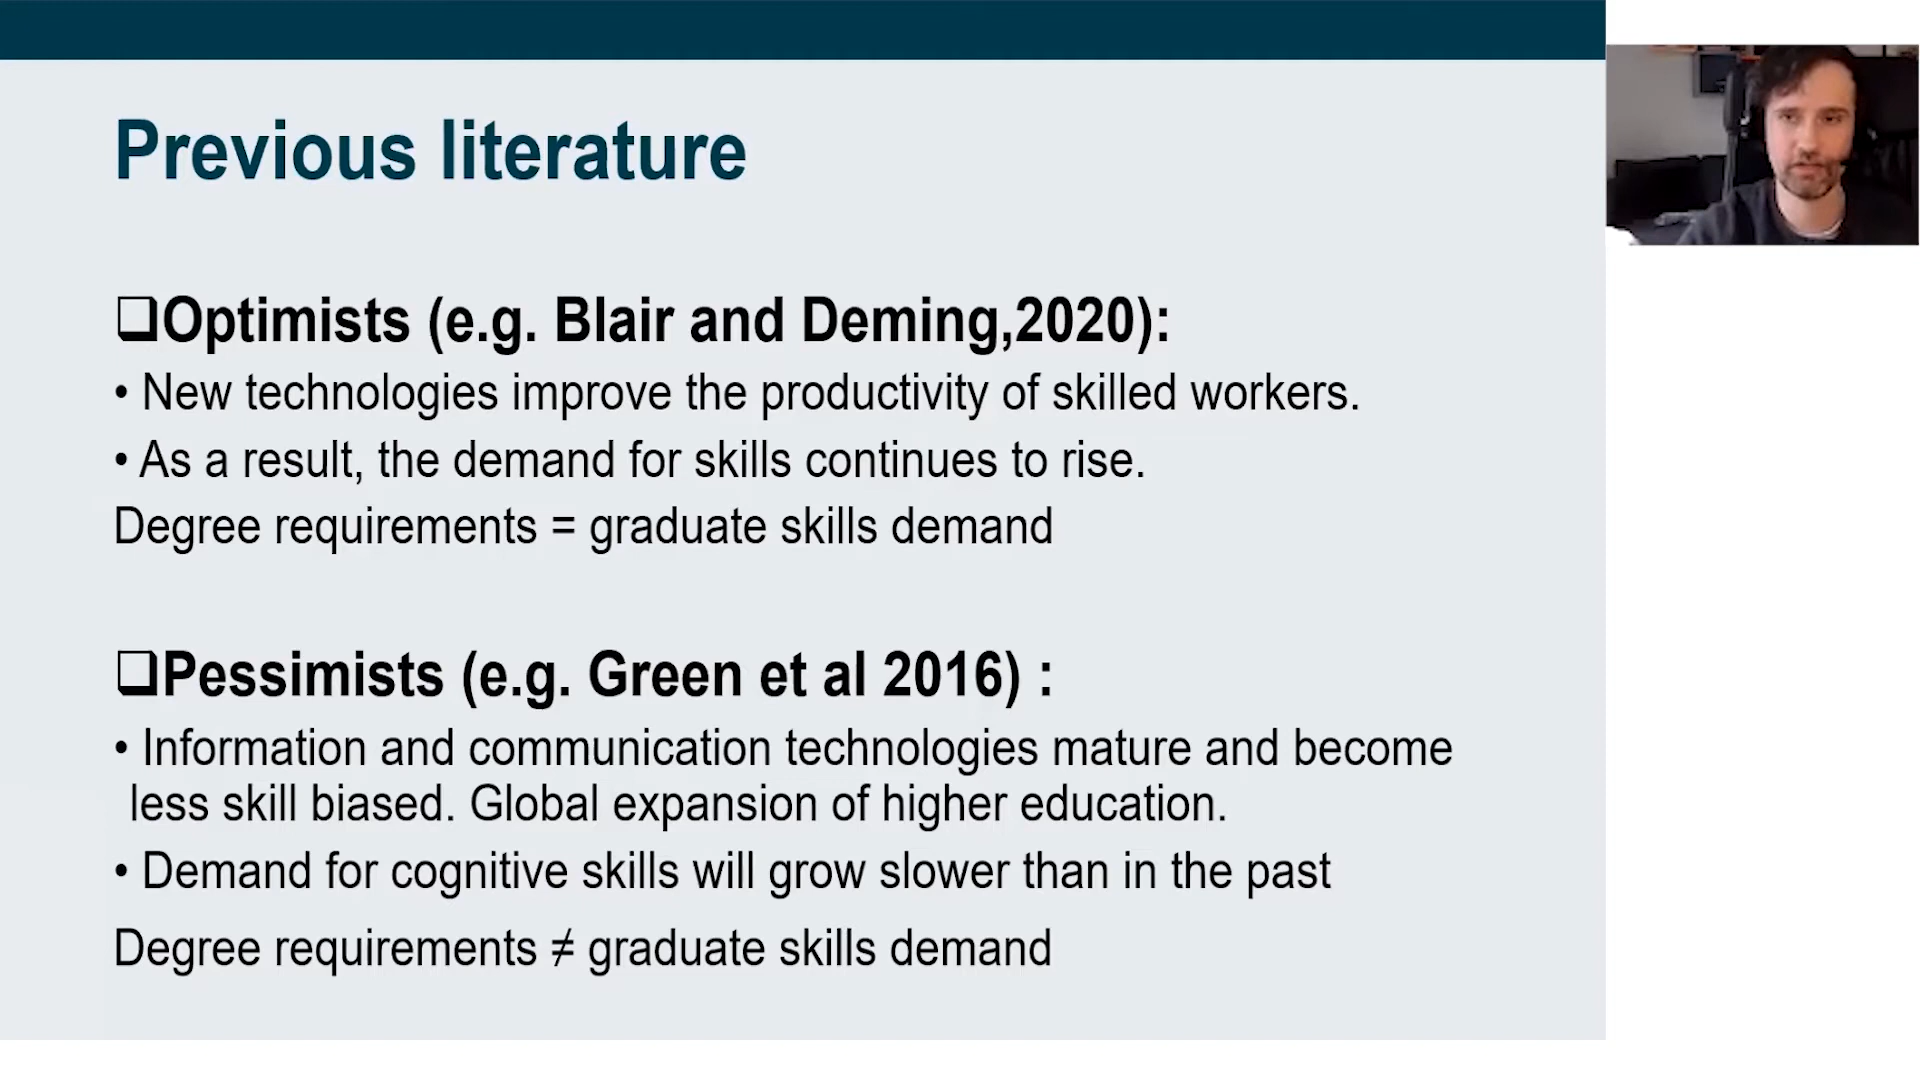 Previous literature
❑Optimists (e.g. Blair and Deming,2020):
• New technologies improve the productivity of skilled workers.
• As a result, the demand for skills continues to rise.
Degree requirements = graduate skills demand
❑Pessimists (e.g. Green et al 2016) :
• Information and communication technologies mature and become
less skill biased. Global expansion of higher education.
• Demand for cognitive skills will grow slower than in the past
Degree requirements ≠ graduate skills demand